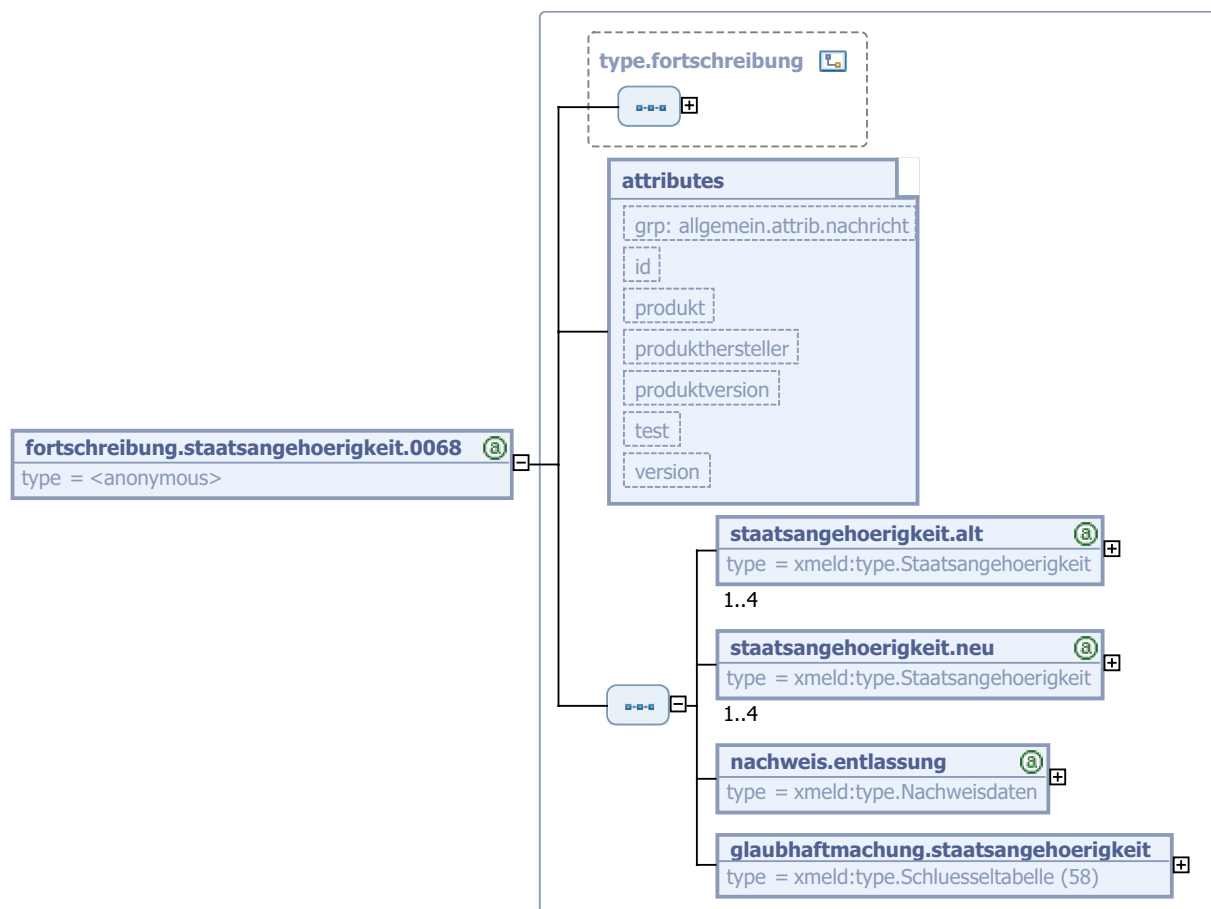 type.fortschreibung
attributes
grp: allgemein.attrib.nachricht
id
produkt
produkthersteller
produktversion
test
version
fortschreibung.staatsangehoerigkeit.0068 a
type = <anonymous>
staatsangehoerigkeit.alt a
type = xmeld:type.Staatsangehoerigkeit
1..4
staatsangehoerigkeit.neu a
type = xmeld:type.Staatsangehoerigkeit
1..4
nachweis.entlassung a
type = xmeld:type.Nachweisdaten
glaubhaftmachung.staatsangehoerigkeit
type = xmeld:type.Schluesseltabelle (58)